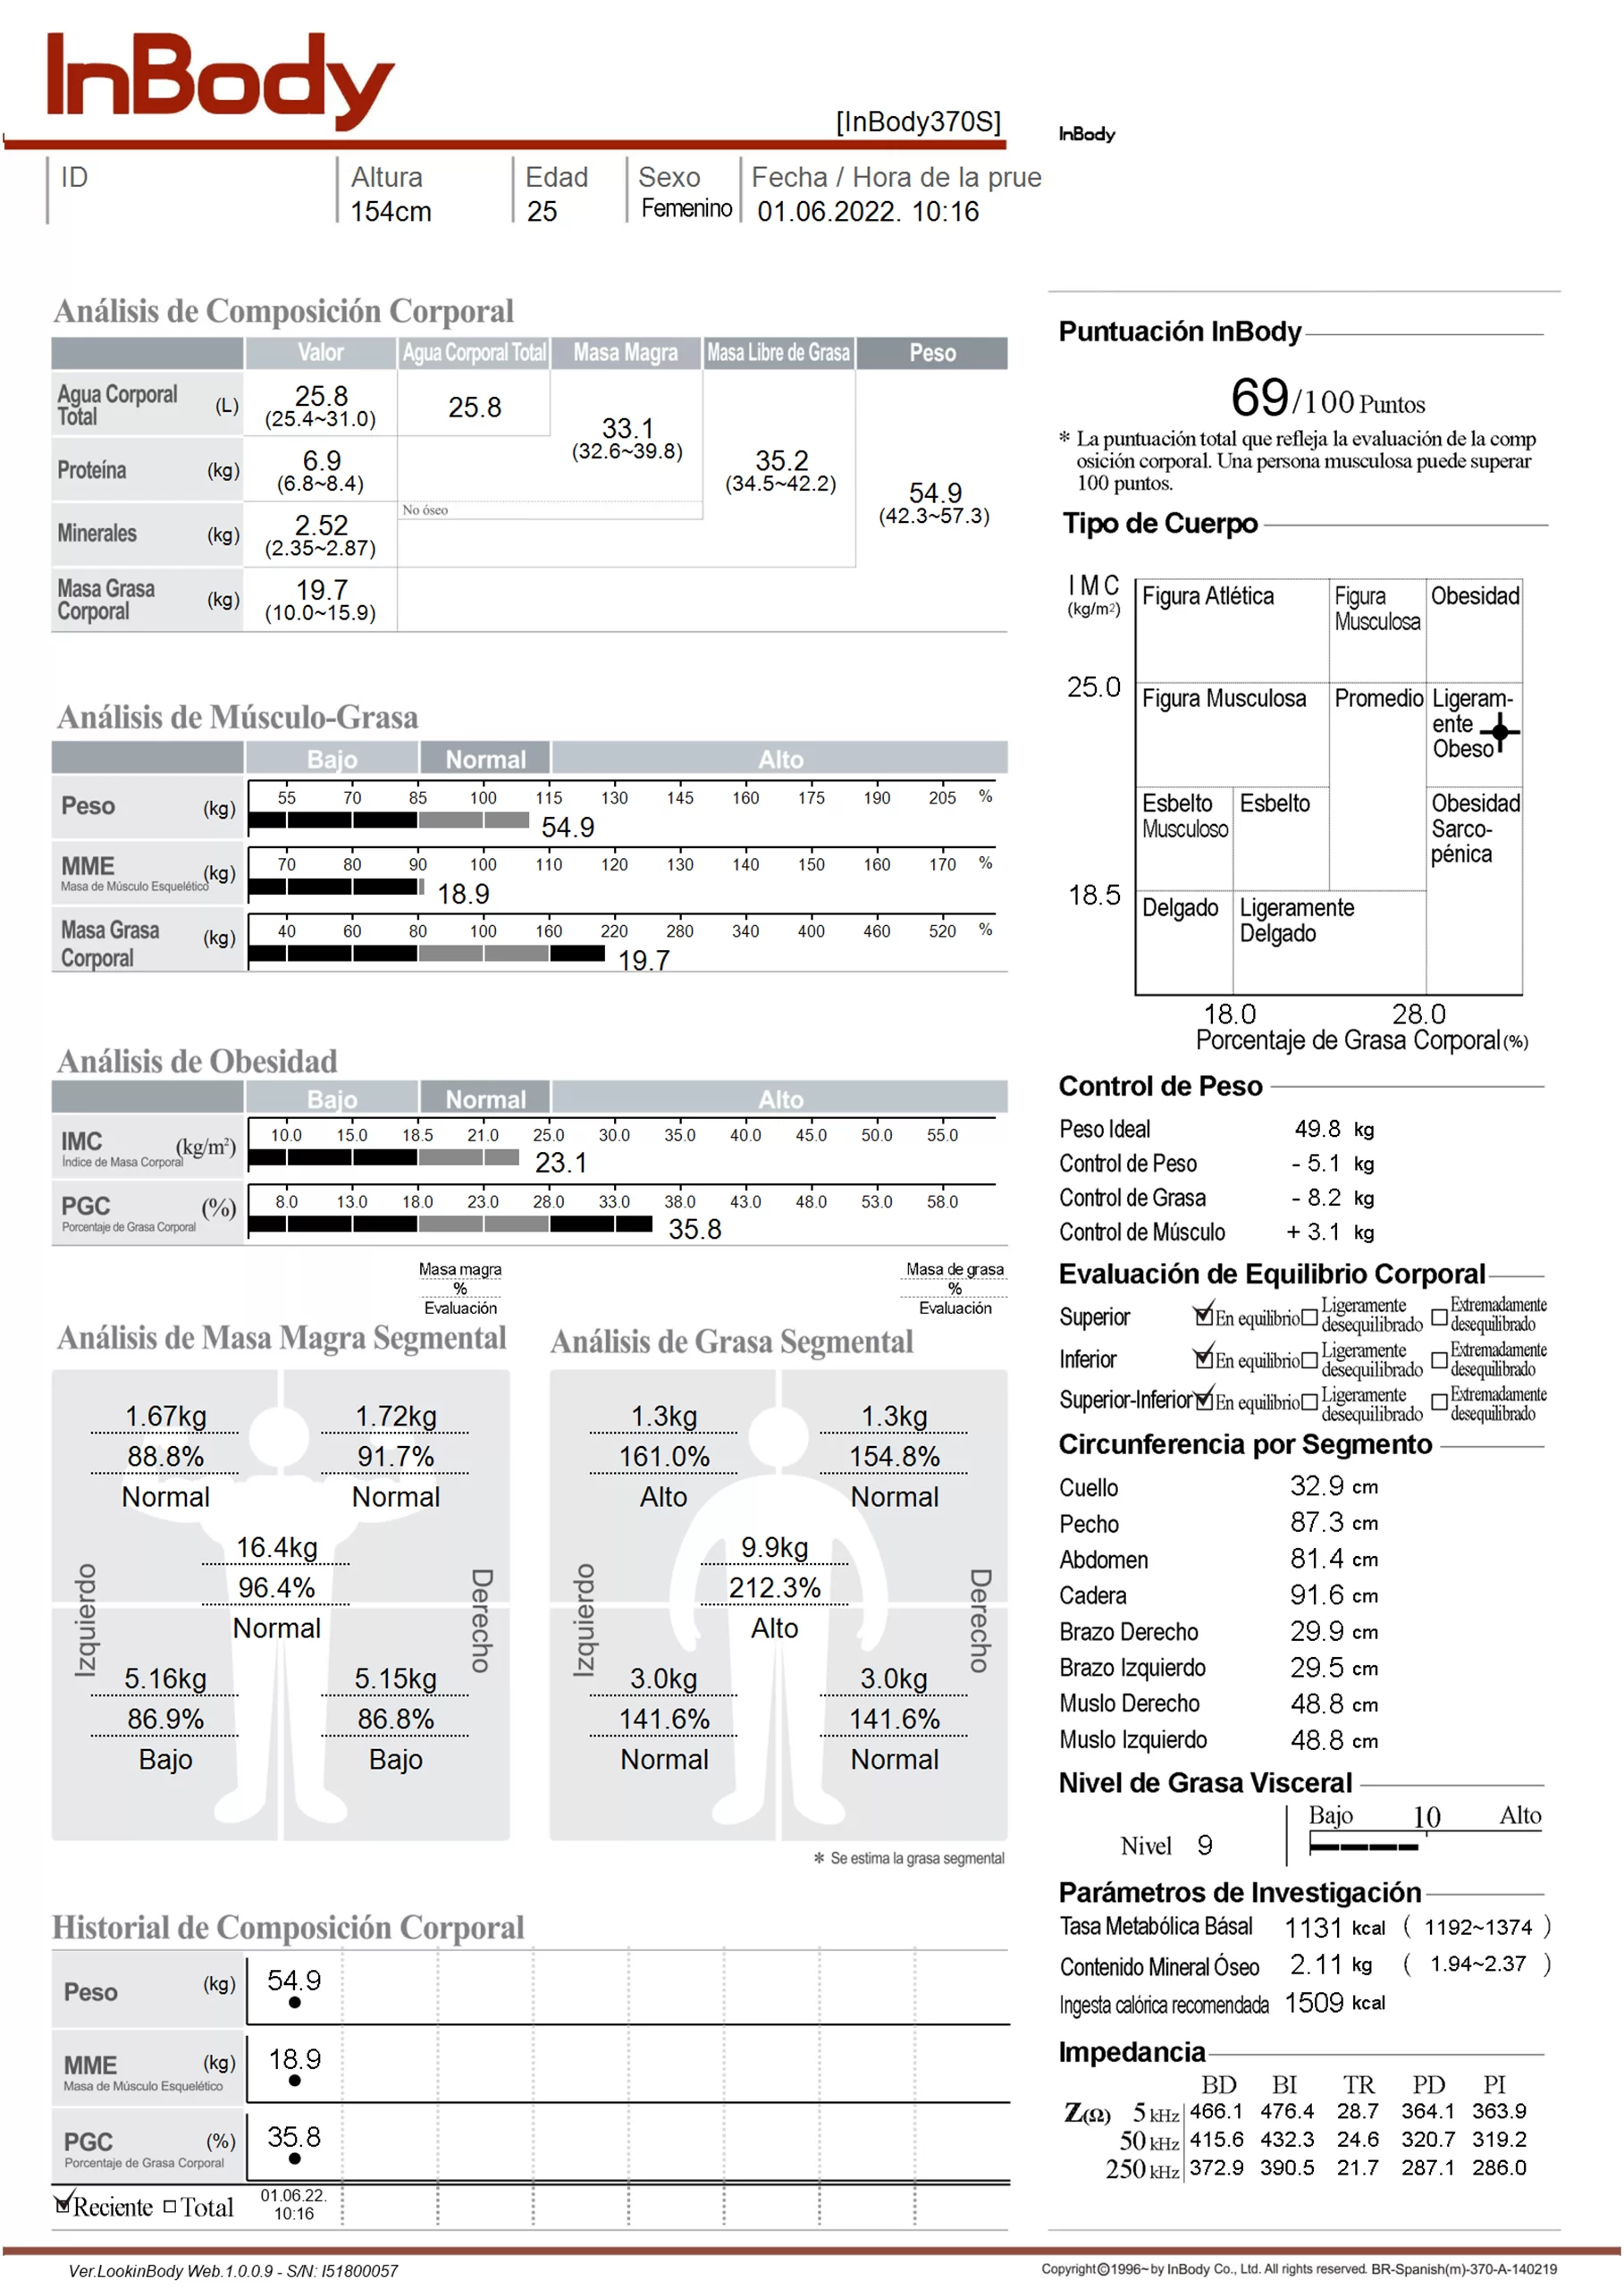 InBody
[InBody370S]
InBody
ID Altura Edad Sexo Fecha / Hora de la prue
154cm 25 Femenino 01.06.2022. 10:16
Análisis de Composición Corporal
Valor Agua Corporal Total Masa Magra Masa Libre de Grasa Peso
Agua Corporal Total (L) 25.8 (25.4~31.0) 25.8 33.1 (32.6~39.8) 35.2 (34.5~42.2) 54.9 (42.3~57.3)
Proteína (kg) 6.9 (6.8~8.4)
No óseo
Minerales (kg) 2.52 (2.35~2.87)
Masa Grasa Corporal (kg) 19.7 (10.0~15.9)
Análisis de Músculo-Grasa
Bajo Normal Alto
Peso (kg) 55 70 85 100 115 130 145 160 175 190 205 %
54.9
MME (kg) 70 80 90 100 110 120 130 140 150 160 170 %
Masa de Músculo Esquelético 18.9
Masa Grasa Corporal (kg) 40 60 80 100 160 220 280 340 400 460 520 %
19.7
Análisis de Obesidad
Bajo Normal Alto
IMC (kg/m²) 10.0 15.0 18.5 21.0 25.0 30.0 35.0 40.0 45.0 50.0 55.0
Índice de Masa Corporal 23.1
PGC (%) 8.0 13.0 18.0 23.0 28.0 33.0 38.0 43.0 48.0 53.0 58.0
Porcentaje de Grasa Corporal 35.8
Masa magra
%
Evaluación
Análisis de Masa Magra Segmental
1.67kg 1.72kg
88.8% 91.7%
Normal Normal
16.4kg
96.4%
Normal
Izquierdo Derecho
5.16kg 5.15kg
86.9% 86.8%
Bajo Bajo
Masa de grasa
%
Evaluación
Análisis de Grasa Segmental
1.3kg 1.3kg
161.0% 154.8%
Alto Normal
9.9kg
212.3%
Alto
Izquierdo Derecho
3.0kg 3.0kg
141.6% 141.6%
Normal Normal
* Se estima la grasa segmental
Historial de Composición Corporal
Peso (kg) 54.9
MME (kg) 18.9
Masa de Músculo Esquelético
PGC (%) 35.8
Porcentaje de Grasa Corporal
Reciente Total 01.06.22. 10:16
Puntuación InBody
69/100 Puntos
* La puntuación total que refleja la evaluación de la comp
osición corporal. Una persona musculosa puede superar
100 puntos.
Tipo de Cuerpo
IMC (kg/m²)
Figura Atlética Figura Musculosa Obesidad
25.0
Figura Musculosa Promedio Ligeram-ente Obeso
Esbelto Musculoso Esbelto Obesidad Sarco-pénica
18.5
Delgado Ligeramente Delgado
18.0 28.0
Porcentaje de Grasa Corporal (%)
Control de Peso
Peso Ideal 49.8 kg
Control de Peso - 5.1 kg
Control de Grasa - 8.2 kg
Control de Músculo + 3.1 kg
Evaluación de Equilibrio Corporal
Superior En equilibrio Ligeramente desequilibrado Extremadamente desequilibrado
Inferior En equilibrio Ligeramente desequilibrado Extremadamente desequilibrado
Superior-Inferior En equilibrio Ligeramente desequilibrado Extremadamente desequilibrado
Circunferencia por Segmento
Cuello 32.9 cm
Pecho 87.3 cm
Abdomen 81.4 cm
Cadera 91.6 cm
Brazo Derecho 29.9 cm
Brazo Izquierdo 29.5 cm
Muslo Derecho 48.8 cm
Muslo Izquierdo 48.8 cm
Nivel de Grasa Visceral
Bajo 10 Alto
Nivel 9
Parámetros de Investigación
Tasa Metabólica Básal 1131 kcal ( 1192~1374 )
Contenido Mineral Óseo 2.11 kg ( 1.94~2.37 )
Ingesta calórica recomendada 1509 kcal
Impedancia
BD BI TR PD PI
Z(Ω) 5 kHz 466.1 476.4 28.7 364.1 363.9
50 kHz 415.6 432.3 24.6 320.7 319.2
250 kHz 372.9 390.5 21.7 287.1 286.0
Ver.LookinBody Web.1.0.0.9 - S/N: I51800057
Copyright©1996~ by InBody Co., Ltd. All rights reserved. BR-Spanish(m)-370-A-140219